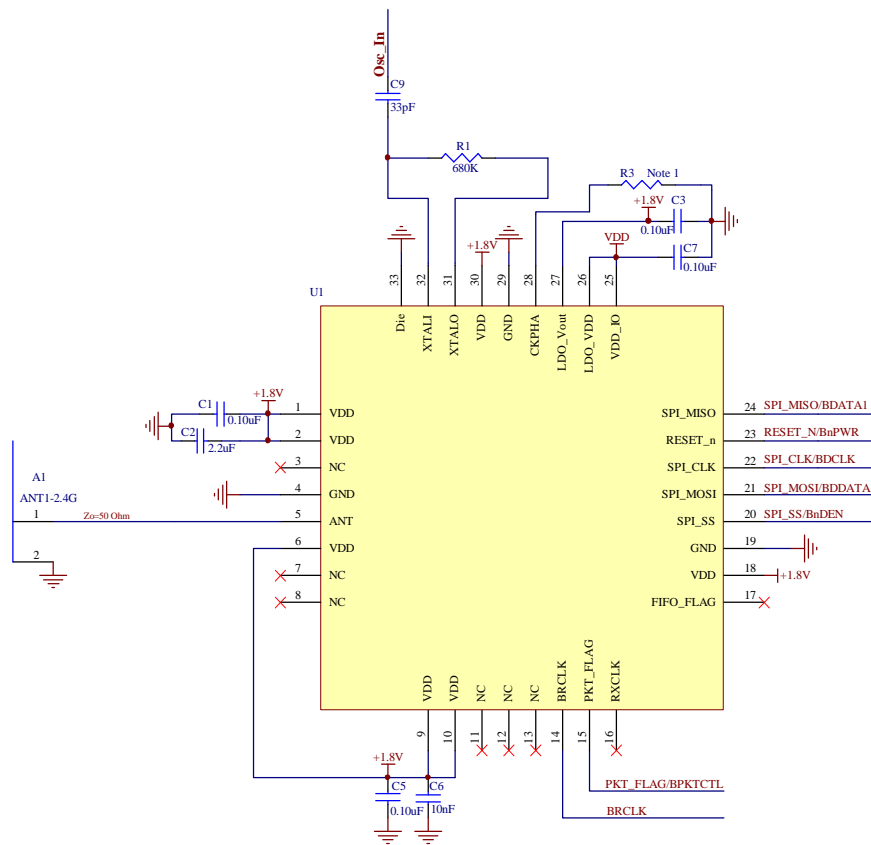 Osc_In
C9
33pF
R1
680K
R3 Note 1
+1.8V
C3
0.10uF
VDD
C7
0.10uF
+1.8V
33
32
31
30
29
28
27
26
25
U1
Die
XTALI
XTALO
VDD
GND
CKPHA
LDO_Vout
LDO_VDD
VDD_IO
+1.8V
C1
0.10uF
C2
2.2uF
1 VDD
2 VDD
3 NC
4 GND
5 ANT
6 VDD
7 NC
8 NC
A1
ANT1-2.4G
1
Zo=50 Ohm
2
SPI_MISO 24 SPI_MISO/BDATA1
RESET_n 23 RESET_N/BnPWR
SPI_CLK 22 SPI_CLK/BDCLK
SPI_MOSI 21 SPI_MOSI/BDDATA
SPI_SS 20 SPI_SS/BnDEN
GND 19
VDD 18 +1.8V
FIFO_FLAG 17
VDD
VDD
NC
NC
NC
BRCLK
PKT_FLAG
RXCLK
9
10
11
12
13
14
15
16
+1.8V
C5
0.10uF
C6
10nF
PKT_FLAG/BPKTCTL
BRCLK